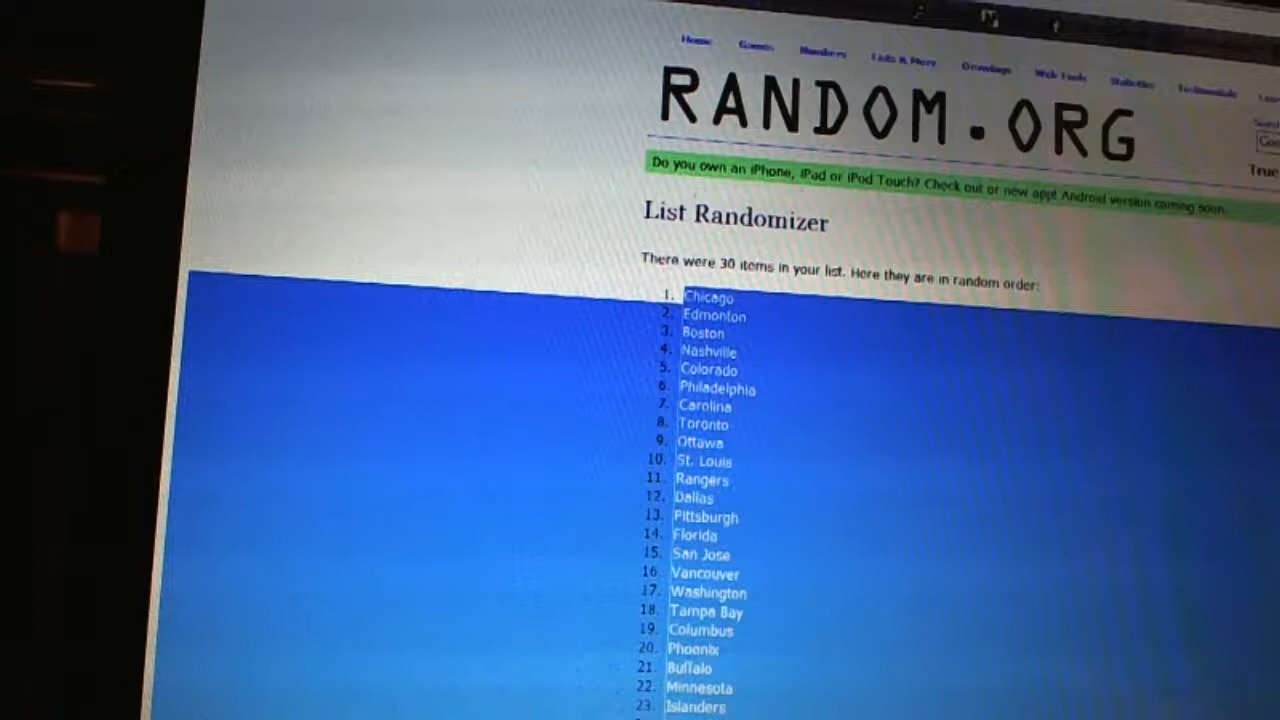 Home Games Numbers Lists & More Drawings Web Tools Statistics Testimonials
RANDOM.ORG
True
Do you own an iPhone, iPad or iPod Touch? Check out or new app! Android version coming soon.
List Randomizer
There were 30 items in your list. Here they are in random order:
1. Chicago
2. Edmonton
3. Boston
4. Nashville
5. Colorado
6. Philadelphia
7. Carolina
8. Toronto
9. Ottawa
10. St. Louis
11. Rangers
12. Dallas
13. Pittsburgh
14. Florida
15. San Jose
16. Vancouver
17. Washington
18. Tampa Bay
19. Columbus
20. Phoenix
21. Buffalo
22. Minnesota
23. Islanders